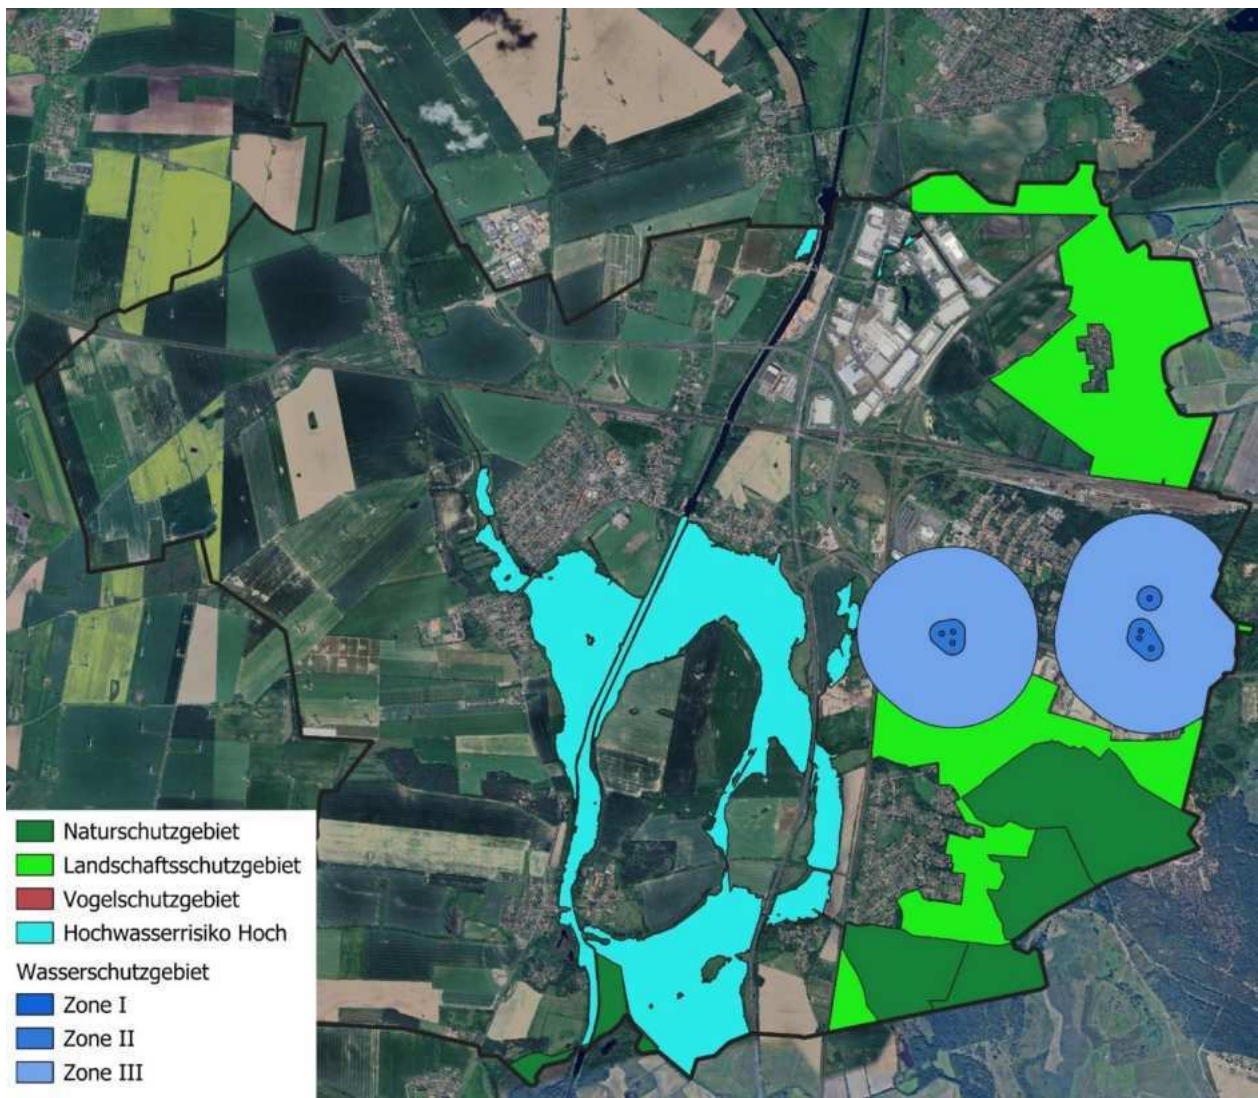 Naturschutzgebiet
Landschaftsschutzgebiet
Vogelschutzgebiet
Hochwasserrisiko Hoch
Wasserschutzgebiet
Zone I
Zone II
Zone III